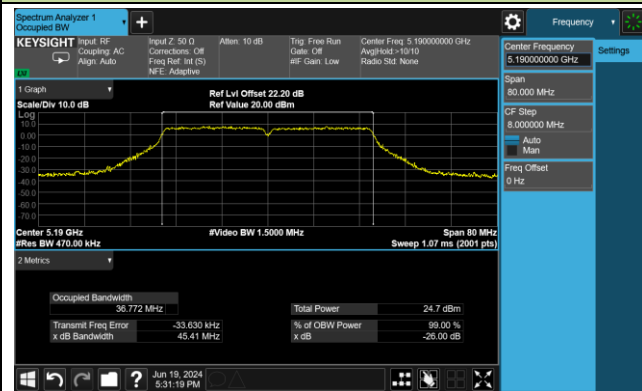 Spectrum Analyzer 1
Occupied BW
Frequency
KEYSIGHT
Input: RF
Coupling: AC
Align: Auto
Input Z: 50 Ω
Corrections: Off
Freq Ref: Int (S)
NFE: Adaptive
Atten: 10 dB
Trig: Free Run
Gate: Off
#IF Gain: Low
Center Freq: 5.190000000 GHz
Avg|Hold:>10/10
Radio Std: None
Center Frequency
5.190000000 GHz
Settings
Span
80.000 MHz
CF Step
8.000000 MHz
Auto
Man
Freq Offset
0 Hz
1 Graph
Scale/Div 10.0 dB
Ref Lvl Offset 22.20 dB
Ref Value 20.00 dBm
Log
10.0
0.00
-10.0
-20.0
-30.0
-40.0
-50.0
-60.0
-70.0
Center 5.19 GHz
#Res BW 470.00 kHz
#Video BW 1.5000 MHz
Span 80 MHz
Sweep 1.07 ms (2001 pts)
2 Metrics
Occupied Bandwidth
36.772 MHz
Total Power 24.7 dBm
Transmit Freq Error -33.630 kHz
% of OBW Power 99.00 %
x dB Bandwidth 45.41 MHz
x dB -26.00 dB
Jun 19, 2024
5:31:19 PM